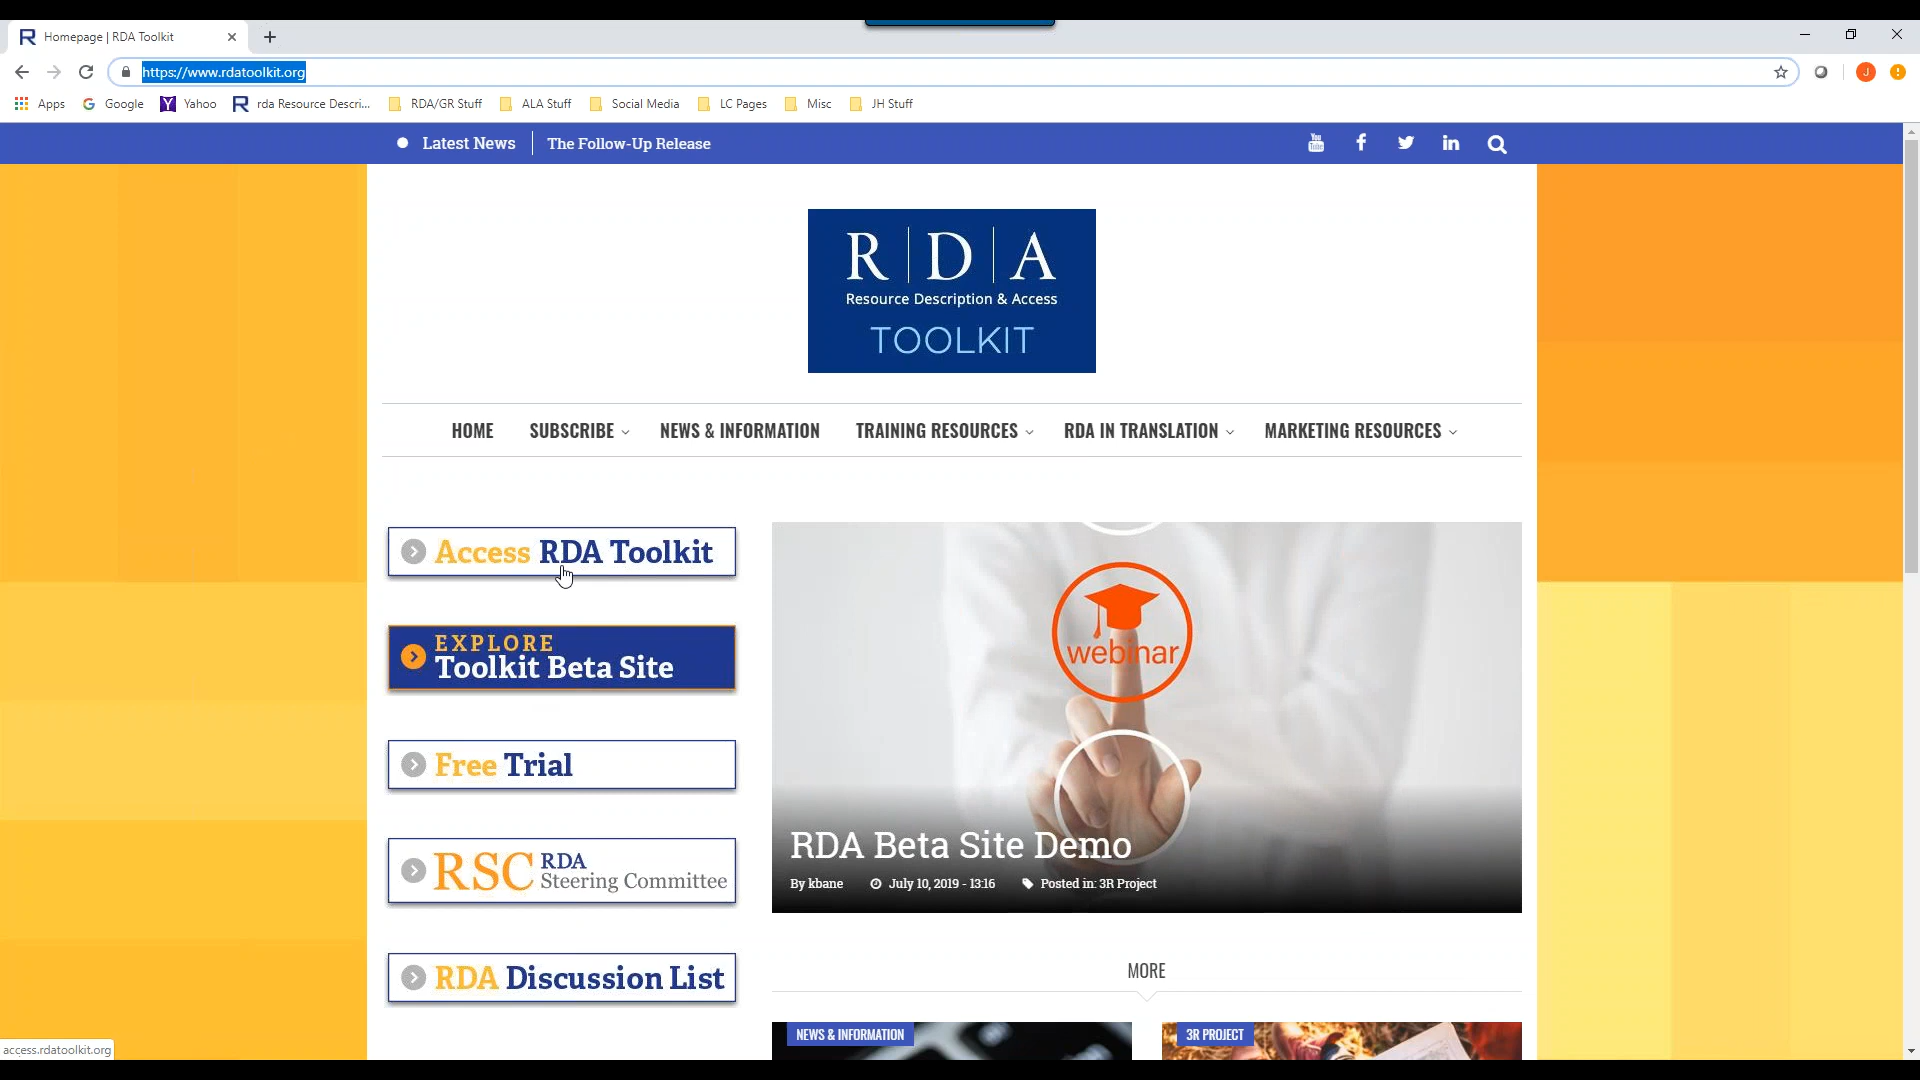 Homepage | RDA Toolkit
https://www.rdatoolkit.org
J
Apps Google Yahoo rda Resource Descri... RDA/GR Stuff ALA Stuff Social Media LC Pages Misc JH Stuff
Latest News The Follow-Up Release
R|D|A
Resource Description & Access
TOOLKIT
HOME SUBSCRIBE NEWS & INFORMATION TRAINING RESOURCES RDA IN TRANSLATION MARKETING RESOURCES
Access RDA Toolkit
EXPLORE
Toolkit Beta Site
Free Trial
RSC RDA
Steering Committee
RDA Discussion List
webinar
RDA Beta Site Demo
By kbane July 10, 2019 - 13:16 Posted in: 3R Project
MORE
NEWS & INFORMATION
3R PROJECT
access.rdatoolkit.org